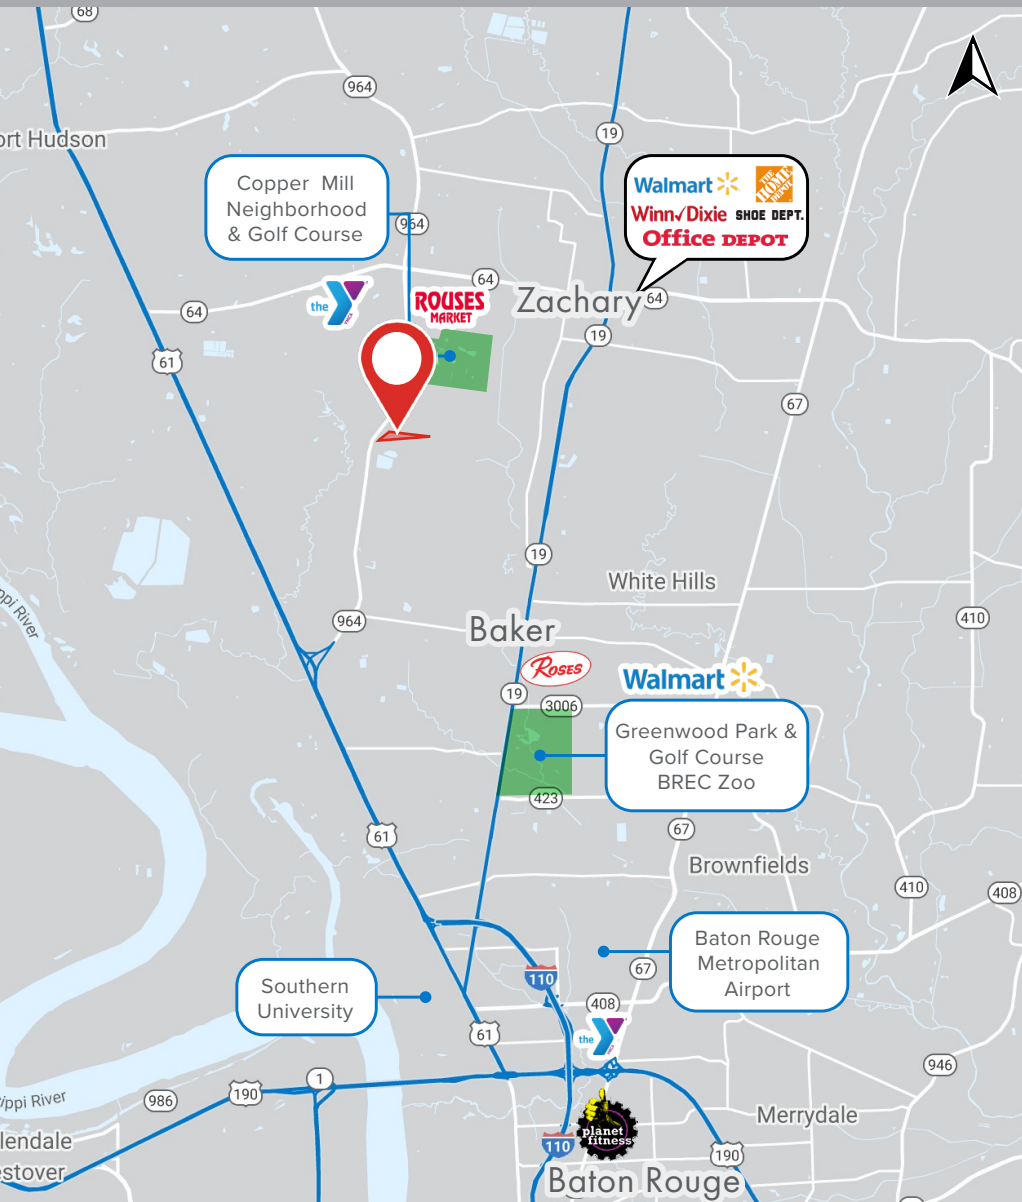 68
964
19
ort Hudson
Walmart
THE HOME DEPOT
Copper Mill
Neighborhood
& Golf Course
Winn Dixie SHOE DEPT.
Office DEPOT
964
64
the
YMCA
ROUSES
MARKET
Zachary
64
64
19
61
67
19
White Hills
ppi River
964
410
Baker
ROSES
Walmart
19
3006
Greenwood Park &
Golf Course
BREC Zoo
423
67
61
Brownfields
410
408
Baton Rouge
Metropolitan
Airport
67
110
Southern
University
408
the
YMCA
61
946
1
190
986
ippi River
Merrydale
planet
fitness
110
190
lendale
estover
Baton Rouge